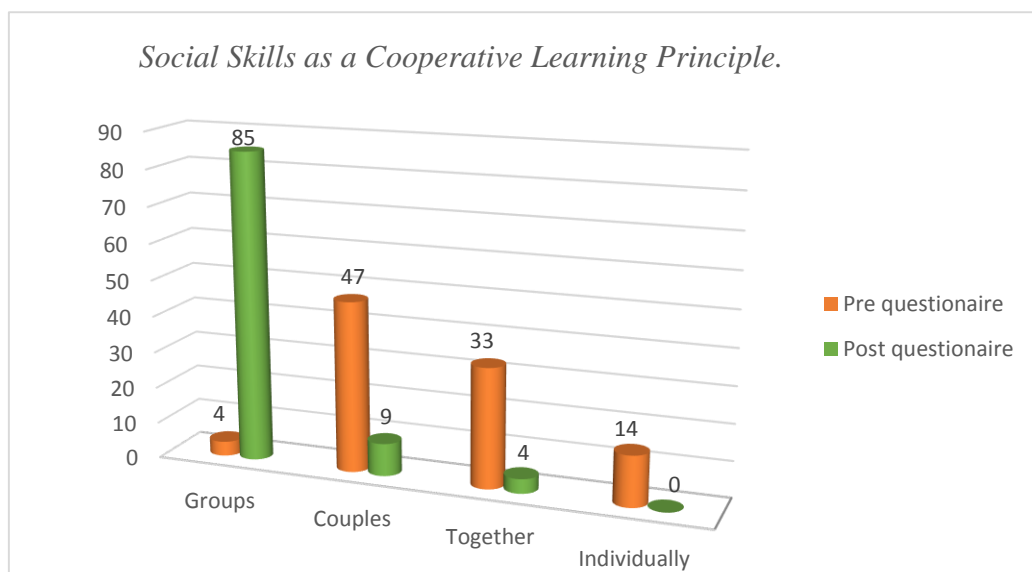 Social Skills as a Cooperative Learning Principle.
90
80
70
60
50
40
30
20
10
0
85
4
47
9
33
4
14
0
Groups
Couples
Together
Individually
Pre questionaire
Post questionaire